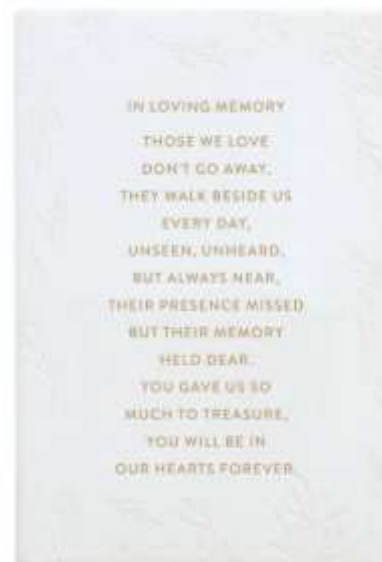 IN LOVING MEMORY
THOSE WE LOVE
DON'T GO AWAY,
THEY WALK BESIDE US
EVERY DAY,
UNSEEN, UNHEARD,
BUT ALWAYS NEAR,
THEIR PRESENCE MISSED
BUT THEIR MEMORY
HELD DEAR.
YOU GAVE US SO
MUCH TO TREASURE,
YOU WILL BE IN
OUR HEARTS FOREVER.